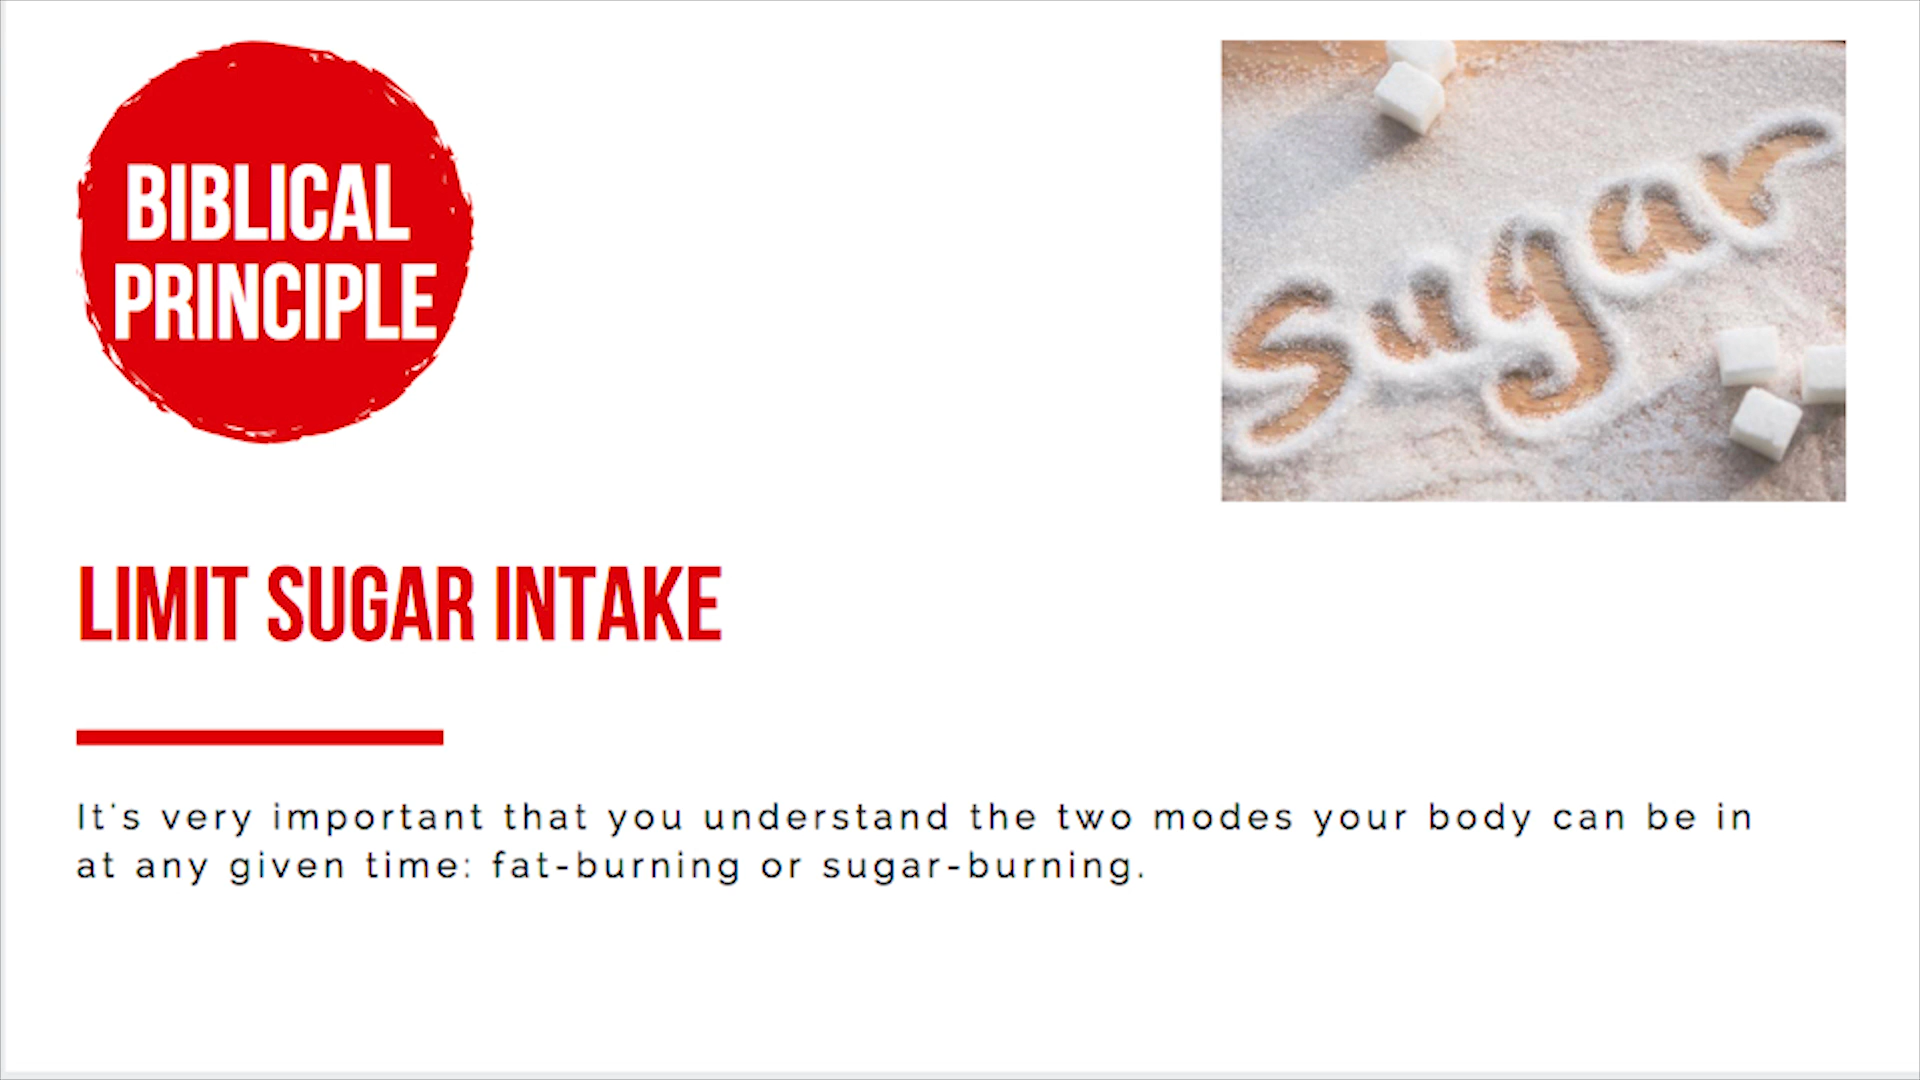 BIBLICAL
PRINCIPLE
sugar
LIMIT SUGAR INTAKE
It's very important that you understand the two modes your body can be in
at any given time: fat-burning or sugar-burning.